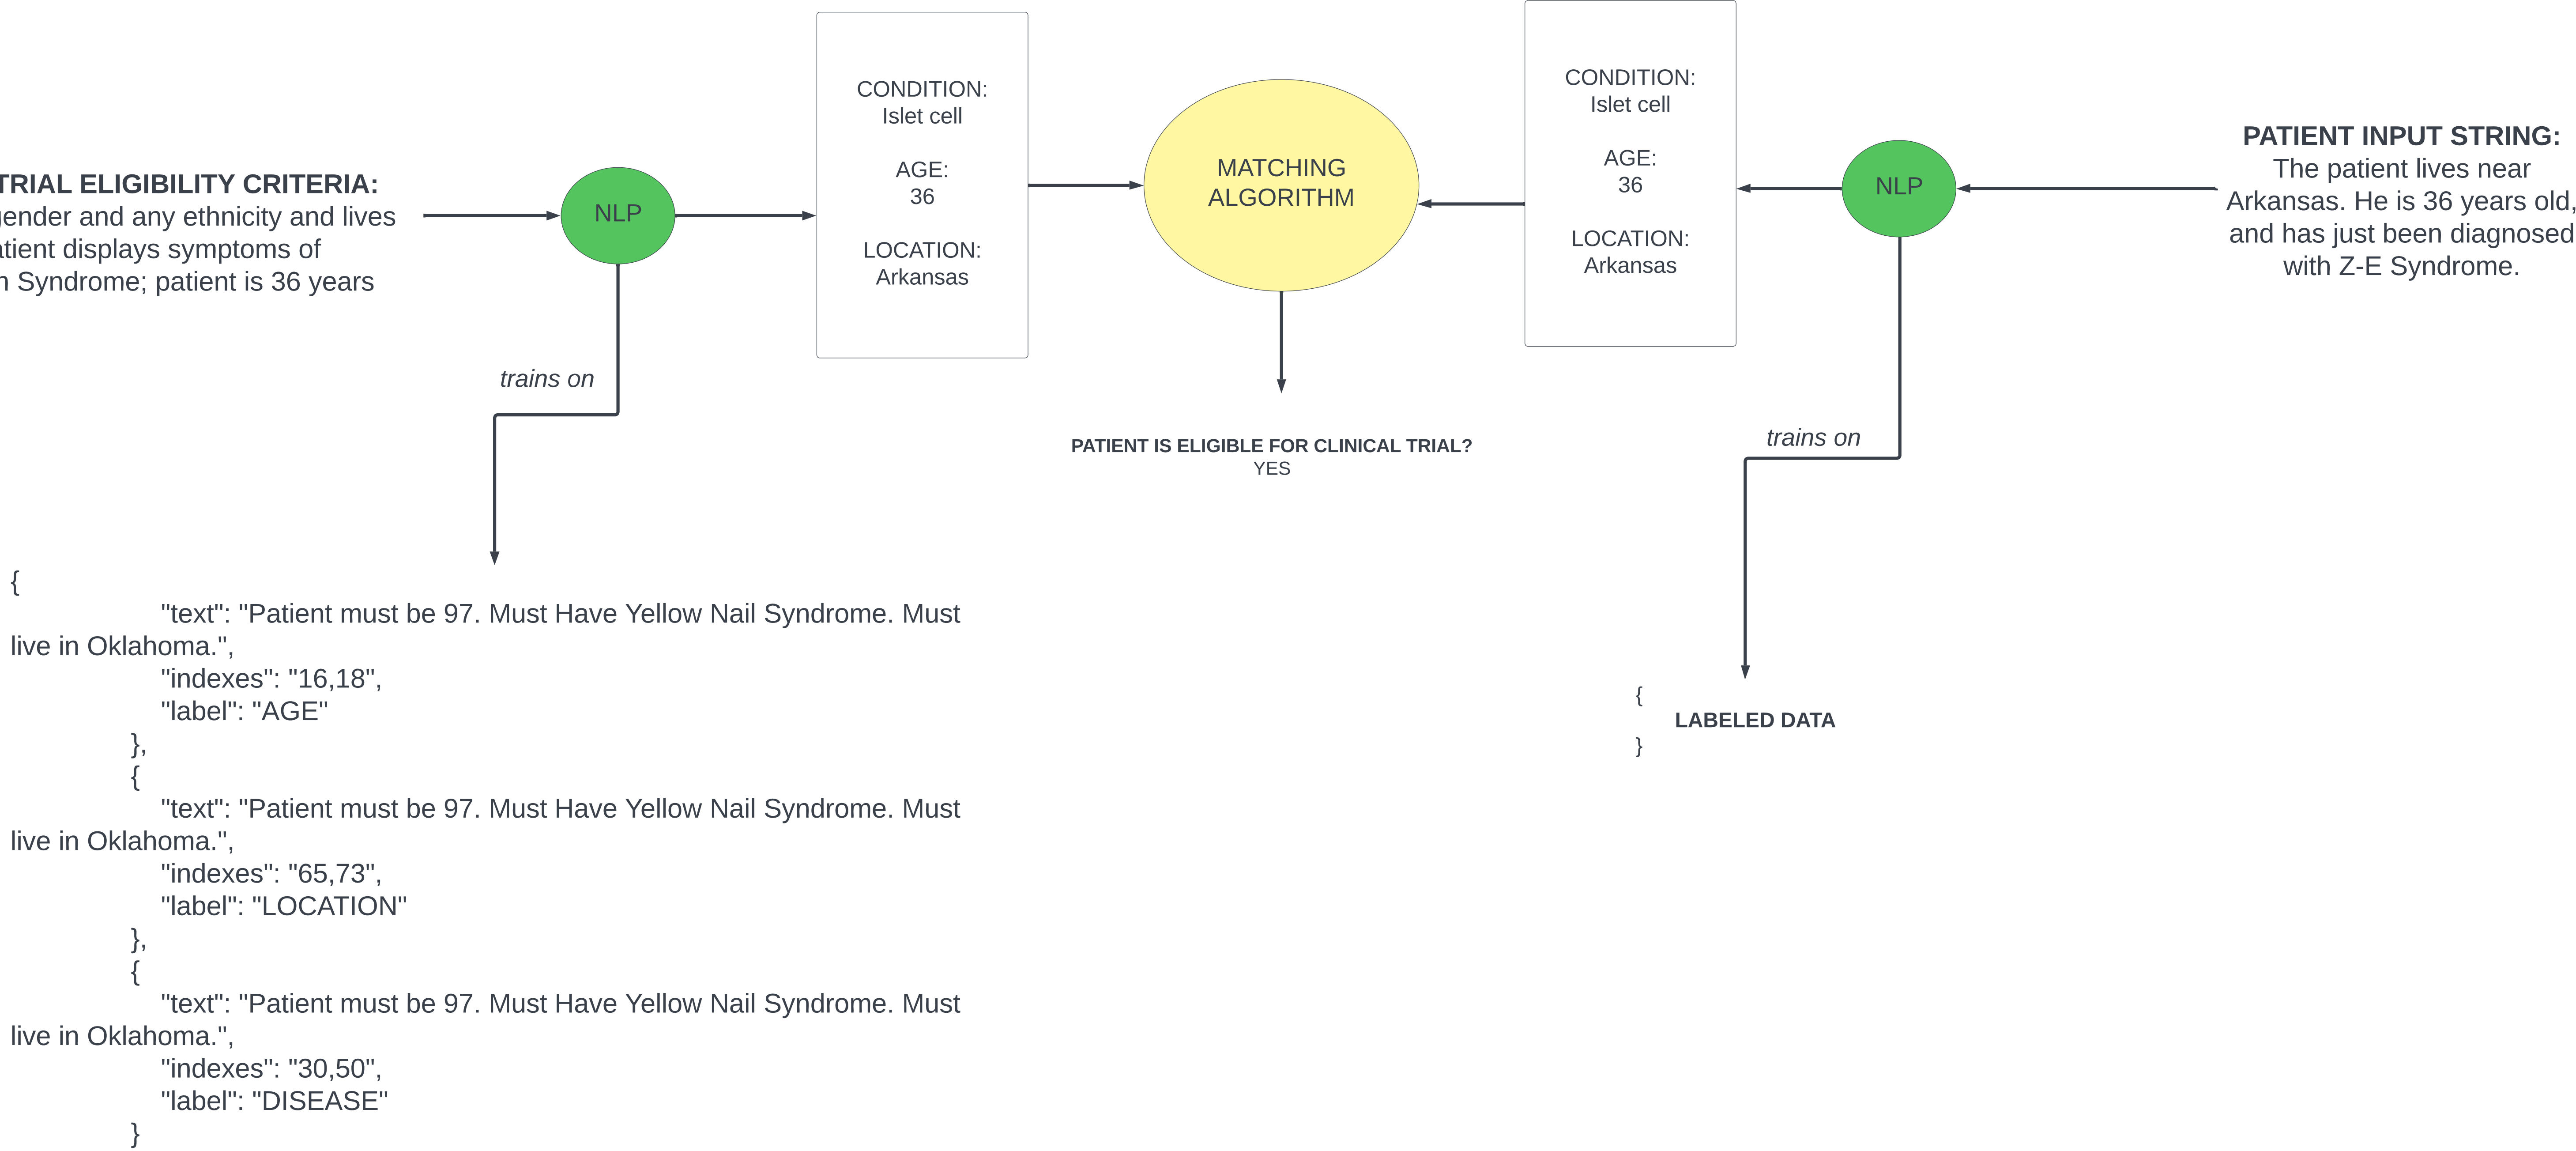 TRIAL ELIGIBILITY CRITERIA:
gender and any ethnicity and lives
atient displays symptoms of
n Syndrome; patient is 36 years
NLP
trains on
CONDITION:
Islet cell
AGE:
36
LOCATION:
Arkansas
MATCHING
ALGORITHM
PATIENT IS ELIGIBLE FOR CLINICAL TRIAL?
YES
CONDITION:
Islet cell
AGE:
36
LOCATION:
Arkansas
NLP
trains on
PATIENT INPUT STRING:
The patient lives near
Arkansas. He is 36 years old,
and has just been diagnosed
with Z-E Syndrome.
{
"text": "Patient must be 97. Must Have Yellow Nail Syndrome. Must
live in Oklahoma.",
"indexes": "16,18",
"label": "AGE"
},
{
"text": "Patient must be 97. Must Have Yellow Nail Syndrome. Must
live in Oklahoma.",
"indexes": "65,73",
"label": "LOCATION"
},
{
"text": "Patient must be 97. Must Have Yellow Nail Syndrome. Must
live in Oklahoma.",
"indexes": "30,50",
"label": "DISEASE"
}
{
LABELED DATA
}